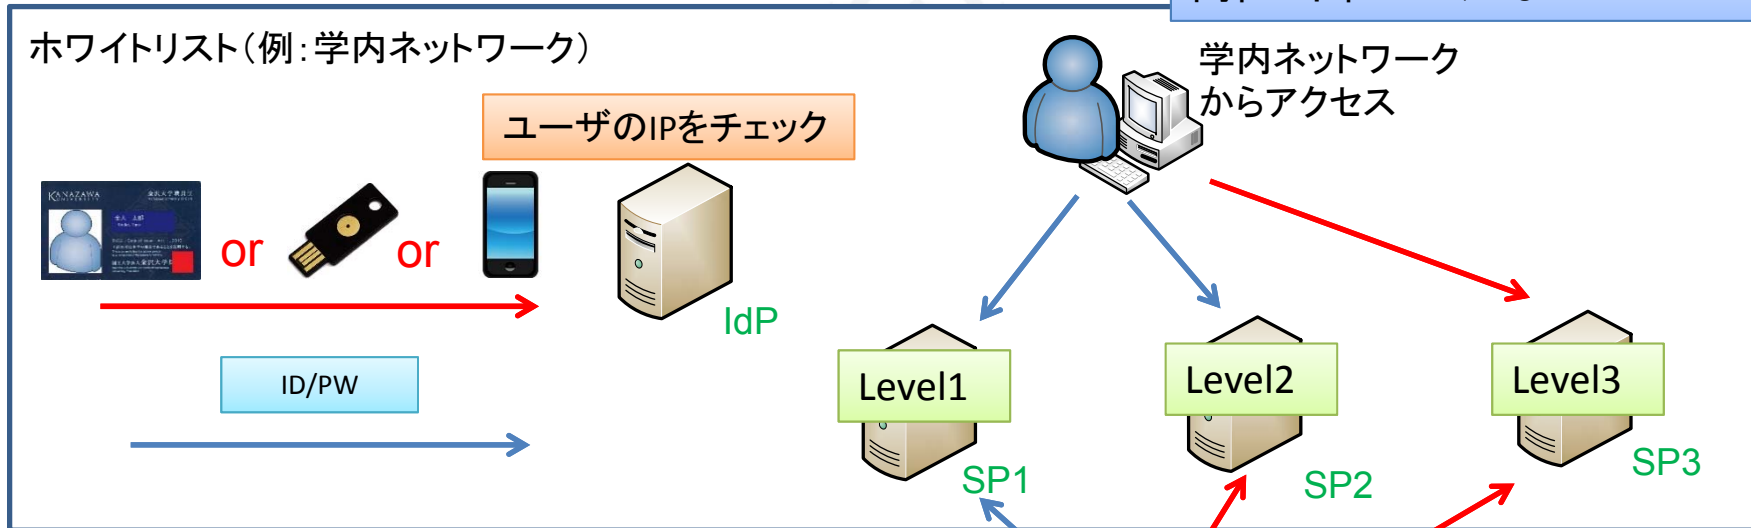 ホワイトリスト（例：学内ネットワーク）
学内ネットワーク
からアクセス
ユーザのIPをチェック
KANAZAWA
UNIVERSITY
or
or
IdP
ID/PW
Level1
Level2
Level3
SP1
SP2
SP3